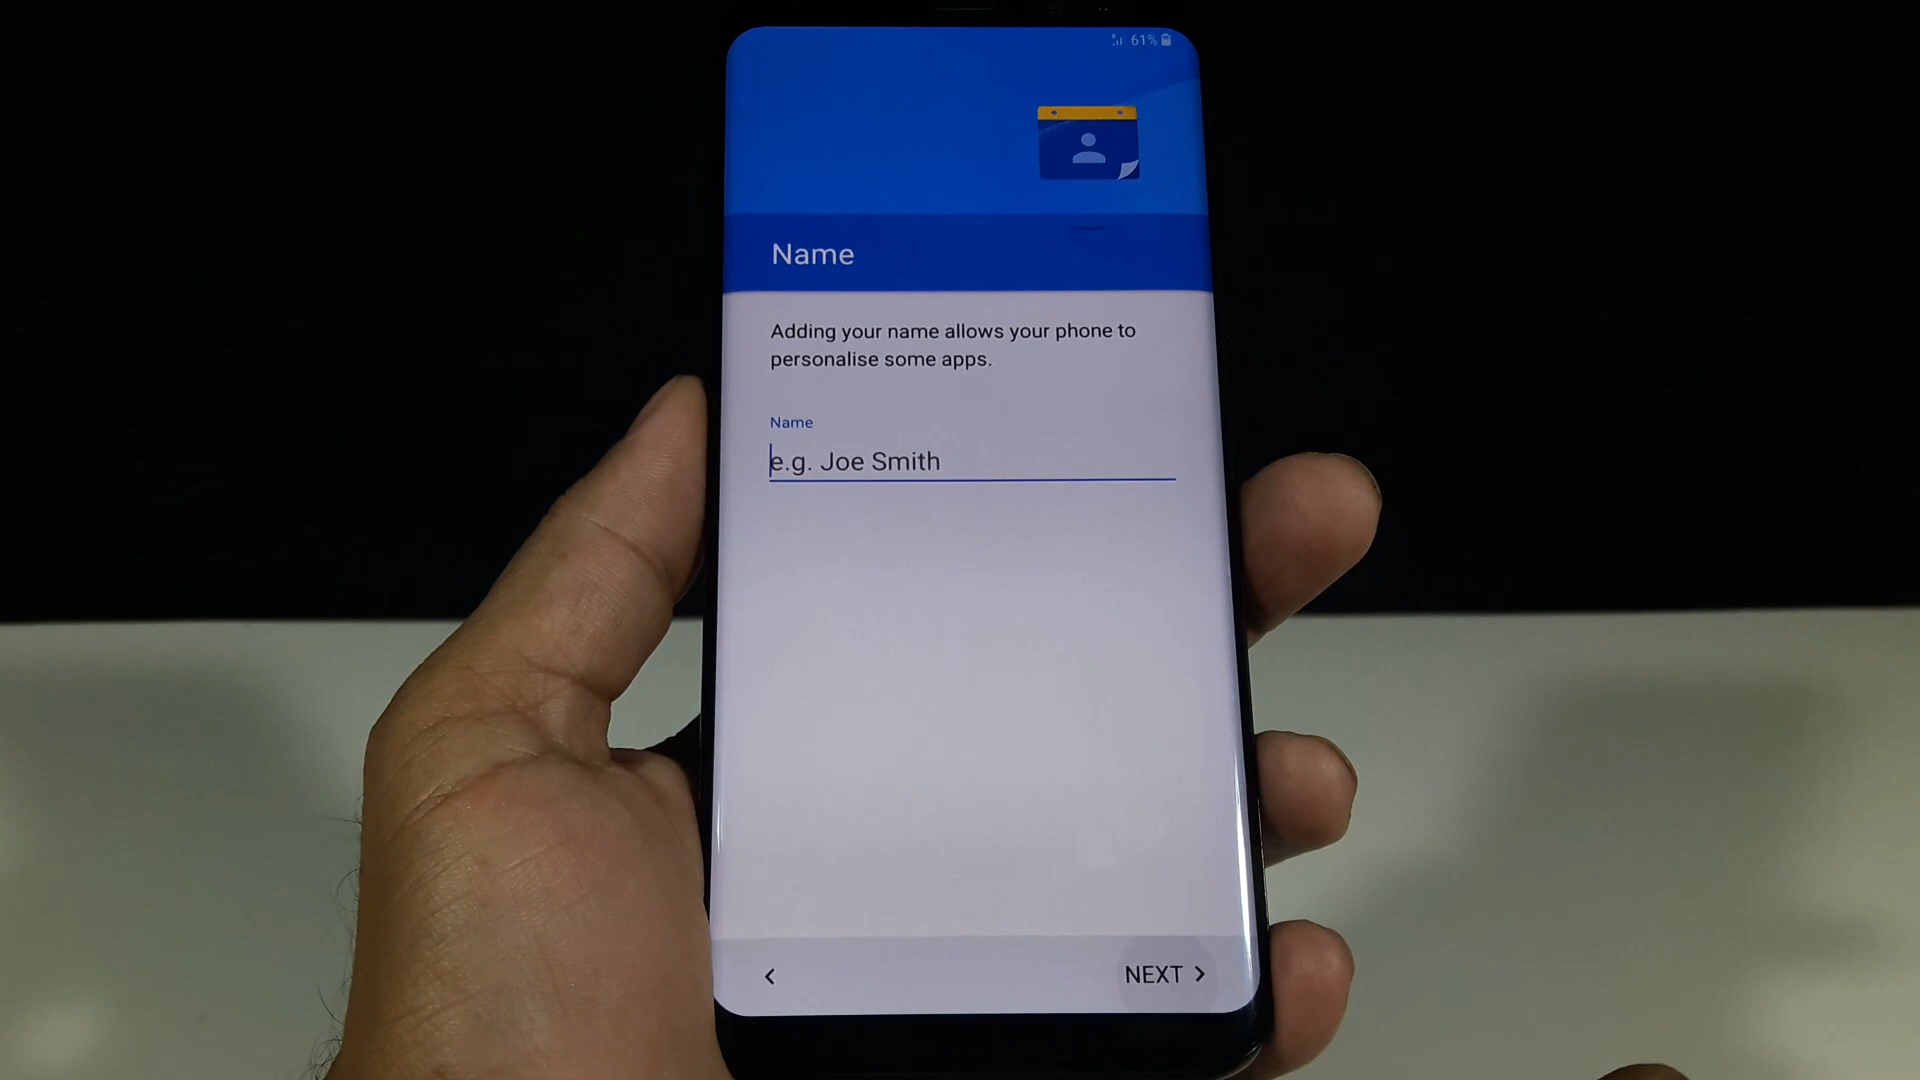 61%
Name
Adding your name allows your phone to
personalise some apps.
Name
e.g. Joe Smith
NEXT